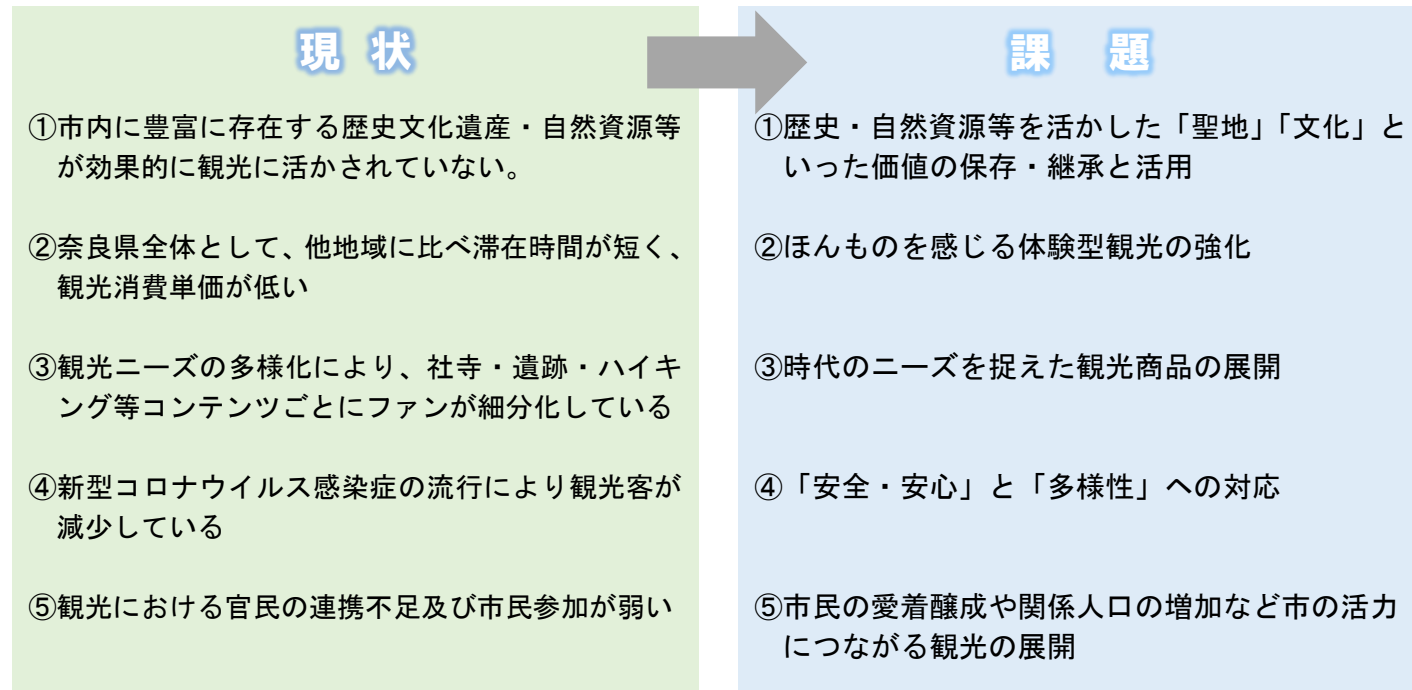 現 状
①市内に豊富に存在する歴史文化遺産・自然資源等
が効果的に観光に活かされていない。
②奈良県全体として、他地域に比べ滞在時間が短く、
観光消費単価が低い
③観光ニーズの多様化により、社寺・遺跡・ハイキ
ング等コンテンツごとにファンが細分化している
④新型コロナウイルス感染症の流行により観光客が
減少している
⑤観光における官民の連携不足及び市民参加が弱い
課 題
①歴史・自然資源等を活かした「聖地」「文化」と
いった価値の保存・継承と活用
②ほんものを感じる体験型観光の強化
③時代のニーズを捉えた観光商品の展開
④「安全・安心」と「多様性」への対応
⑤市民の愛着醸成や関係人口の増加など市の活力
につながる観光の展開